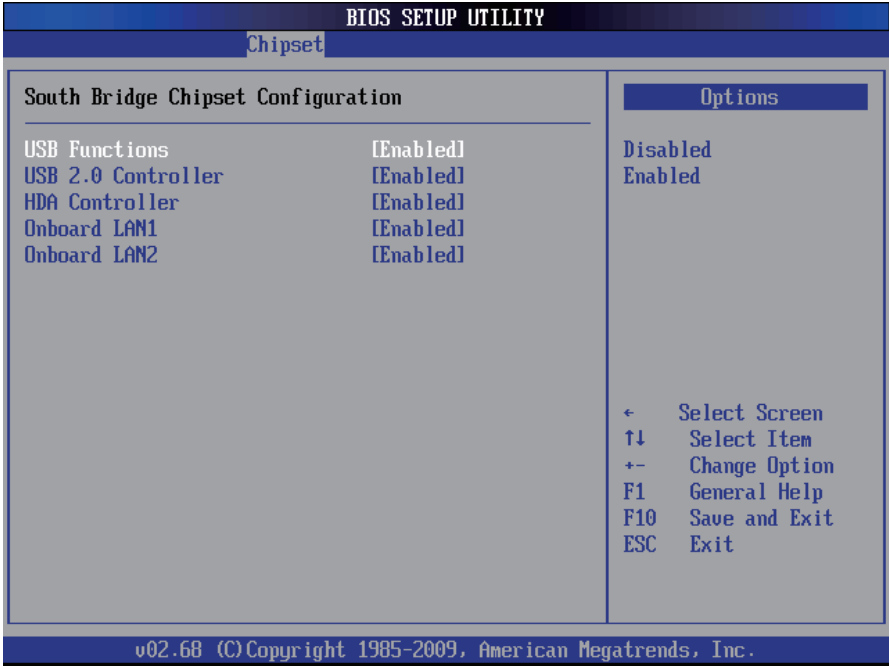 BIOS SETUP UTILITY
Chipset
South Bridge Chipset Configuration
USB Functions [Enabled]
USB 2.0 Controller [Enabled]
HDA Controller [Enabled]
Onboard LAN1 [Enabled]
Onboard LAN2 [Enabled]
Options
Disabled
Enabled
← Select Screen
↑↓ Select Item
+- Change Option
F1 General Help
F10 Save and Exit
ESC Exit
v02.68 (C)Copyright 1985-2009, American Megatrends, Inc.